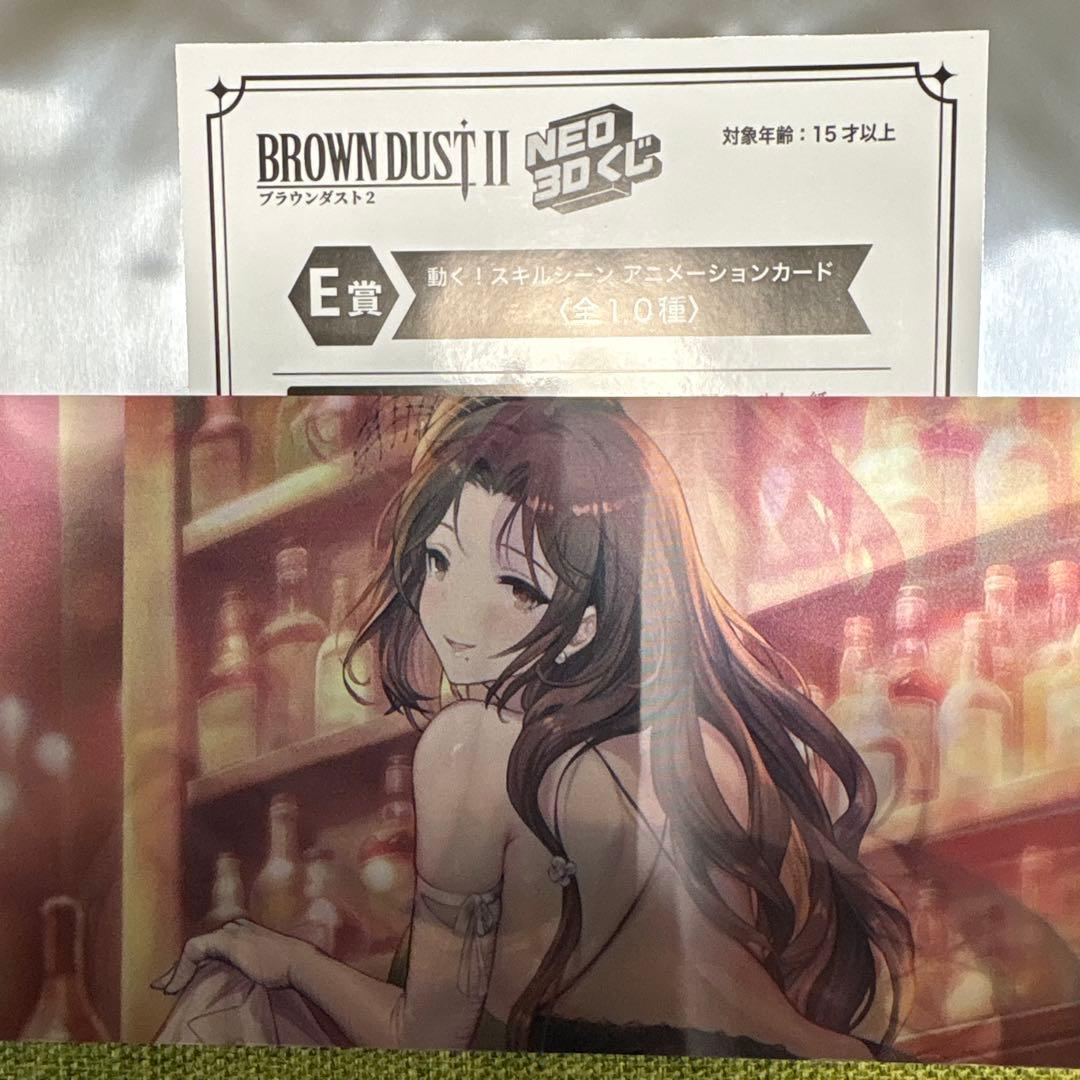 BROWN DUST II
ブラウンダスト2
NEO
3Dくじ
対象年齢：15才以上
E賞
動く！スキルシーン アニメーションカード
〈全10種〉